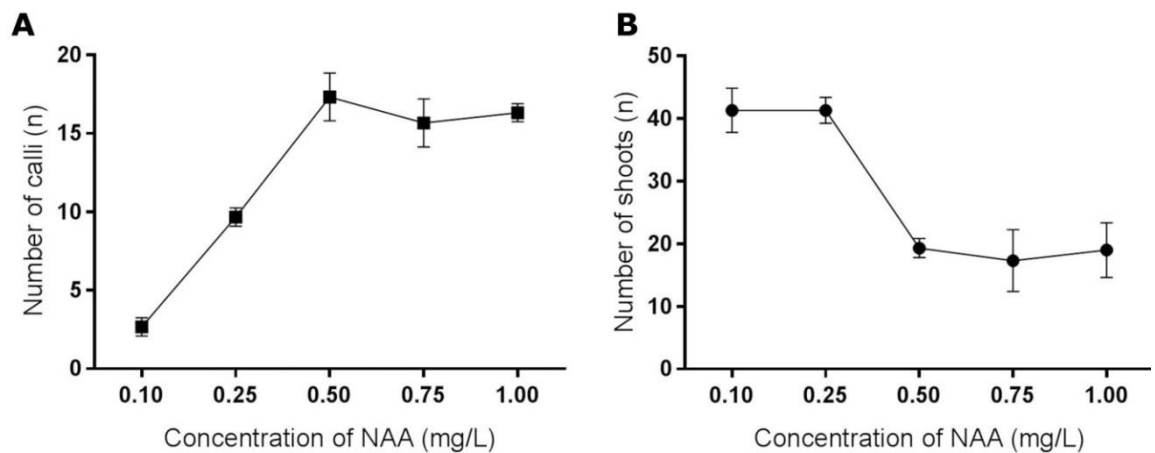 A
Number of calli (n)
20
15
10
5
0
0.10 0.25 0.50 0.75 1.00
Concentration of NAA (mg/L)
B
Number of shoots (n)
50
40
30
20
10
0
0.10 0.25 0.50 0.75 1.00
Concentration of NAA (mg/L)